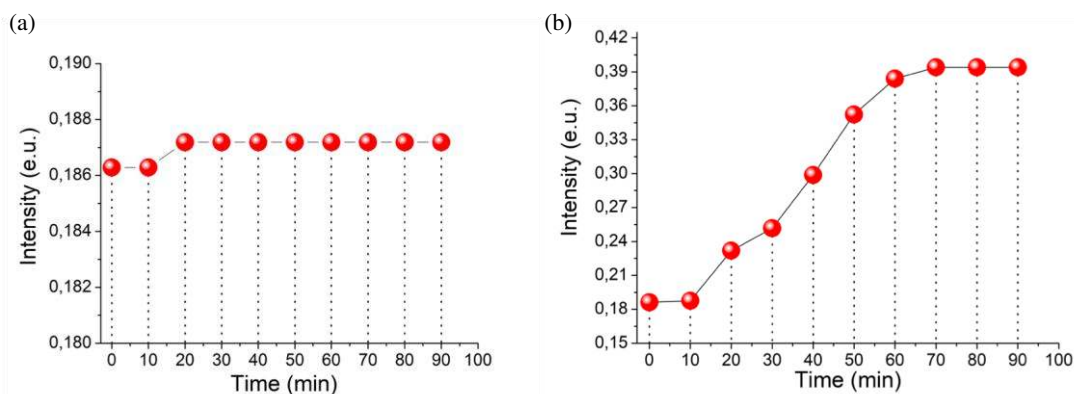 (a)
0,190
0,188
0,186
0,184
0,182
0,180
Intensity (e.u.)
0 10 20 30 40 50 60 70 80 90 100
Time (min)
(b)
0,42
0,39
0,36
0,33
0,30
0,27
0,24
0,21
0,18
0,15
Intensity (e.u.)
0 10 20 30 40 50 60 70 80 90 100
Time (min)